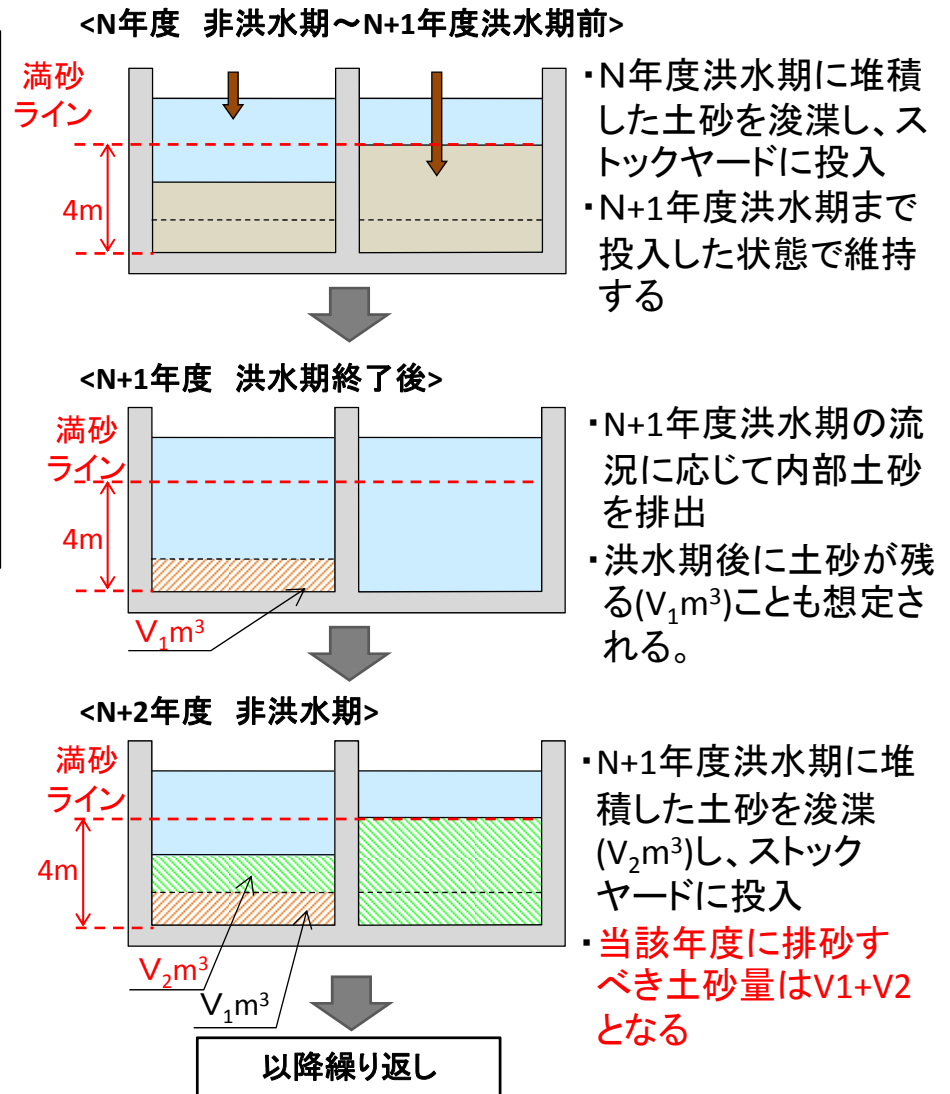 <N年度 非洪水期～N+1年度洪水期前>
満砂
ライン
4m
・N年度洪水期に堆積
した土砂を浚渫し、ス
トックヤードに投入
・N+1年度洪水期まで
投入した状態で維持
する
<N+1年度 洪水期終了後>
満砂
ライン
4m
V₁m³
・N+1年度洪水期の流
況に応じて内部土砂
を排出
・洪水期後に土砂が残
る(V₁m³)ことも想定さ
れる。
<N+2年度 非洪水期>
満砂
ライン
4m
V₂m³
V₁m³
・N+1年度洪水期に堆
積した土砂を浚渫
(V₂m³)し、ストック
ヤードに投入
・当該年度に排砂す
べき土砂量はV1+V2
となる
以降繰り返し